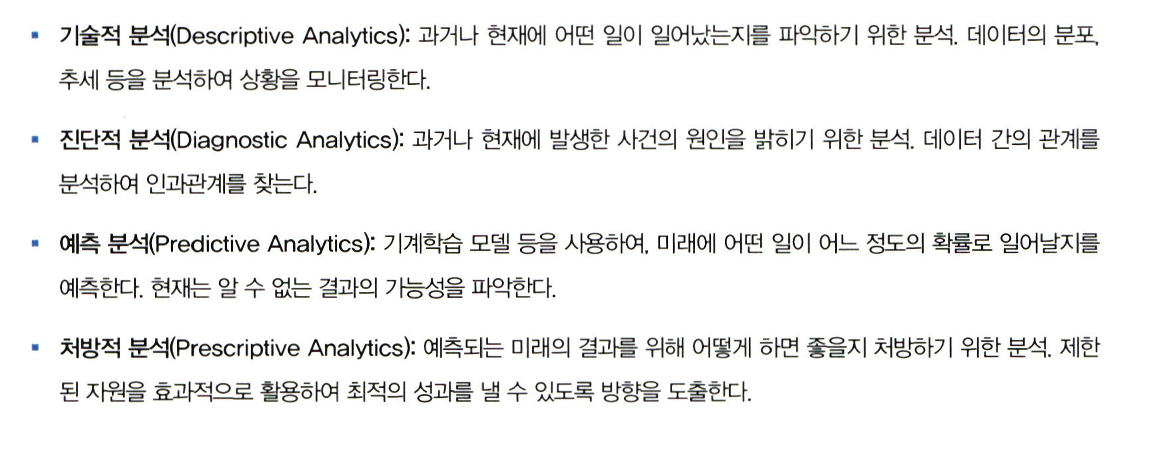 ▪ 기술적 분석(Descriptive Analytics): 과거나 현재에 어떤 일이 일어났는지를 파악하기 위한 분석. 데이터의 분포,
추세 등을 분석하여 상황을 모니터링한다.
▪ 진단적 분석(Diagnostic Analytics): 과거나 현재에 발생한 사건의 원인을 밝히기 위한 분석. 데이터 간의 관계를
분석하여 인과관계를 찾는다.
▪ 예측 분석(Predictive Analytics): 기계학습 모델 등을 사용하여, 미래에 어떤 일이 어느 정도의 확률로 일어날지를
예측한다. 현재는 알 수 없는 결과의 가능성을 파악한다.
▪ 처방적 분석(Prescriptive Analytics): 예측되는 미래의 결과를 위해 어떻게 하면 좋을지 처방하기 위한 분석. 제한
된 자원을 효과적으로 활용하여 최적의 성과를 낼 수 있도록 방향을 도출한다.